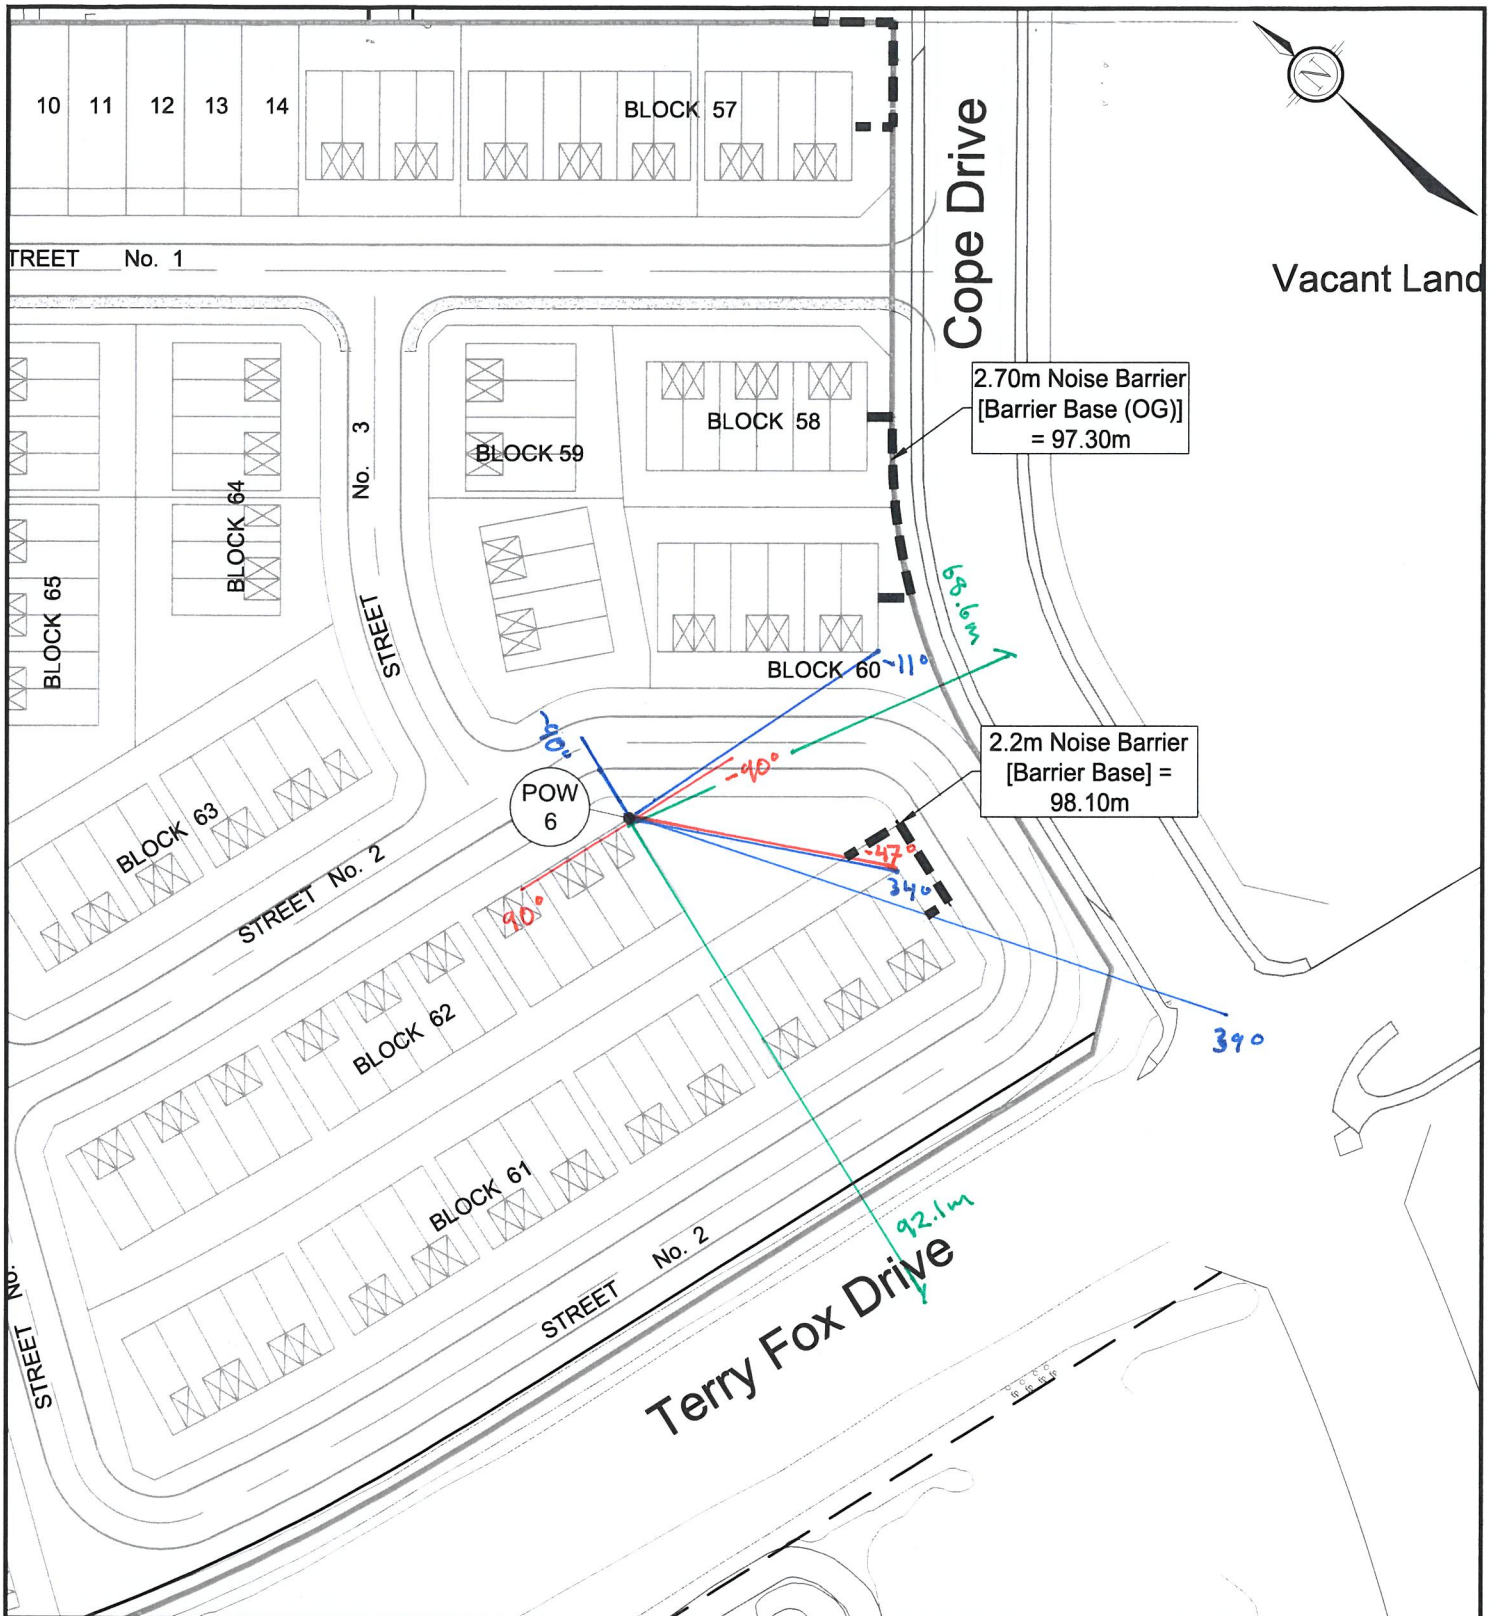 10 11 12 13 14
BLOCK 57
N
Cope Drive
Vacant Land
TREET No. 1
2.70m Noise Barrier
[Barrier Base (OG)]
= 97.30m
BLOCK 58
BLOCK 59
STREET No. 3
BLOCK 64
BLOCK 65
68.6m
-11°
BLOCK 60
-90°
-90°
2.2m Noise Barrier
[Barrier Base] =
98.10m
POW
6
BLOCK 63
-47°
34°
STREET No. 2
90°
BLOCK 62
39°
BLOCK 61
92.1m
STREET No. 2
Terry Fox Drive
STREET No.